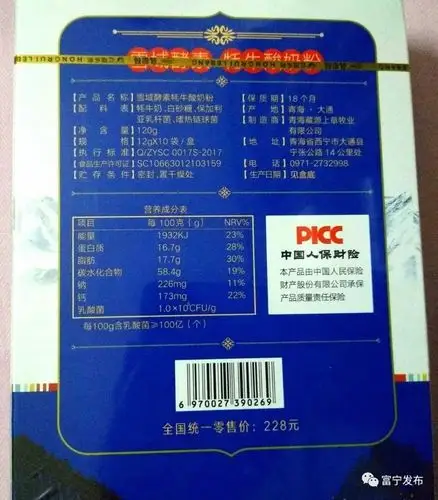 雪域酵素 牦牛酸奶粉
产品名称：雪域酵素牦牛酸奶粉
配料表：牦牛奶、白砂糖、保加利亚乳杆菌、嗜热链球菌
净含量：120g
规格：12gX10袋/盒
执行标准：Q/ZYSC 0017S-2017
食品生产许可证：SC10663012103159
贮存条件：密封，置干燥处
保质期：18个月
产地：青海·大通
制造商：青海藏源上阜牧业有限公司
地址：青海省西宁市大通县宁张公路14公里处
电话：0971-2732998
生产日期：见盒底
营养成分表
项目 每100克(g) NRV%
能量 1932KJ 23%
蛋白质 16.7g 28%
脂肪 17.7g 30%
碳水化合物 58.4g 19%
钠 226mg 11%
钙 173mg 22%
乳酸菌 1.0×10 CFU/g
每100g含乳酸菌≥100亿（个）
PICC
中国人保财险
本产品由中国人民保险
财产股份有限公司承保
产品质量责任保险
6 970027 390269
全国统一零售价：228元
富宁发布